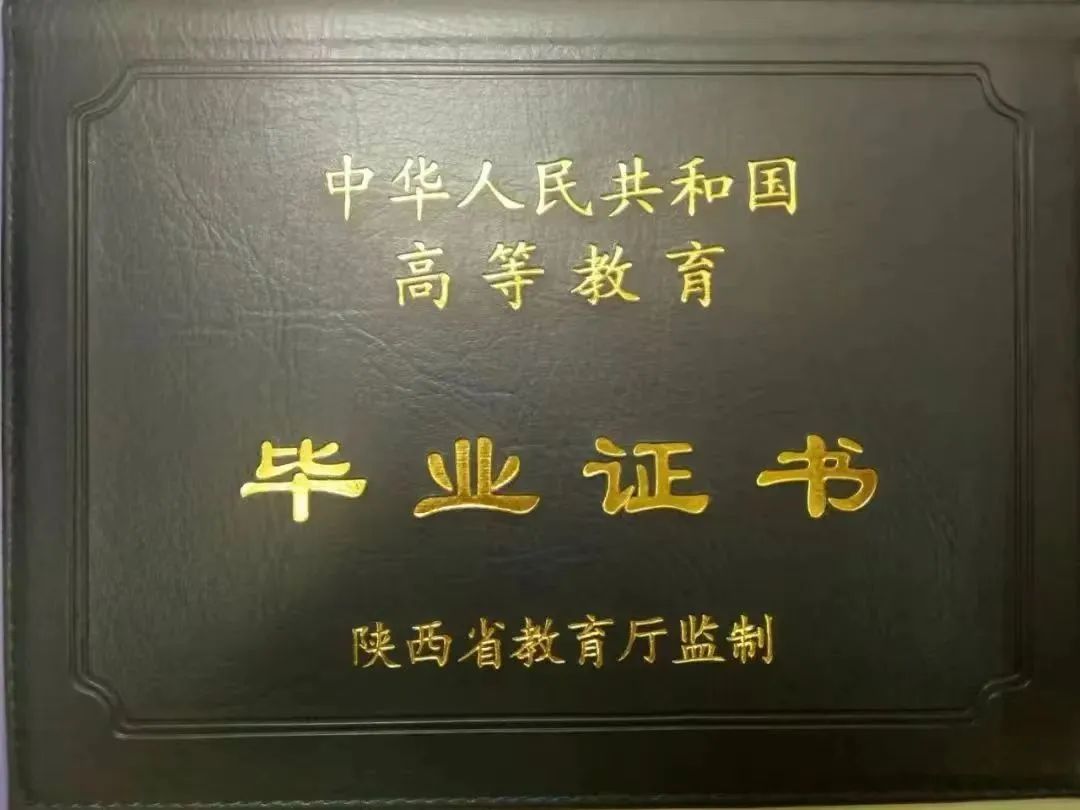 中华人民共和国
高等教育
毕业证书
陕西省教育厅监制